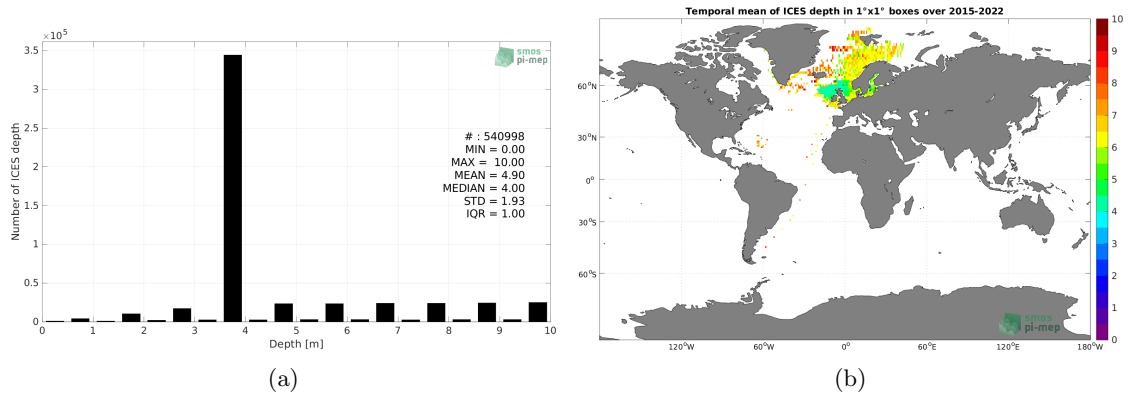 x 10⁵
3.5
3
2.5
2
1.5
1
0.5
0
Number of ICES depth
smos
pi-mep
# : 540998
MIN = 0.00
MAX = 10.00
MEAN = 4.90
MEDIAN = 4.00
STD = 1.93
IQR = 1.00
0 1 2 3 4 5 6 7 8 9 10
Depth [m]
(a)
Temporal mean of ICES depth in 1°x1° boxes over 2015-2022
60°N
30°N
0°
30°S
60°S
120°W 60°W 0° 60°E 120°E 180°W
smos
pi-mep
10
9
8
7
6
5
4
3
2
1
0
(b)